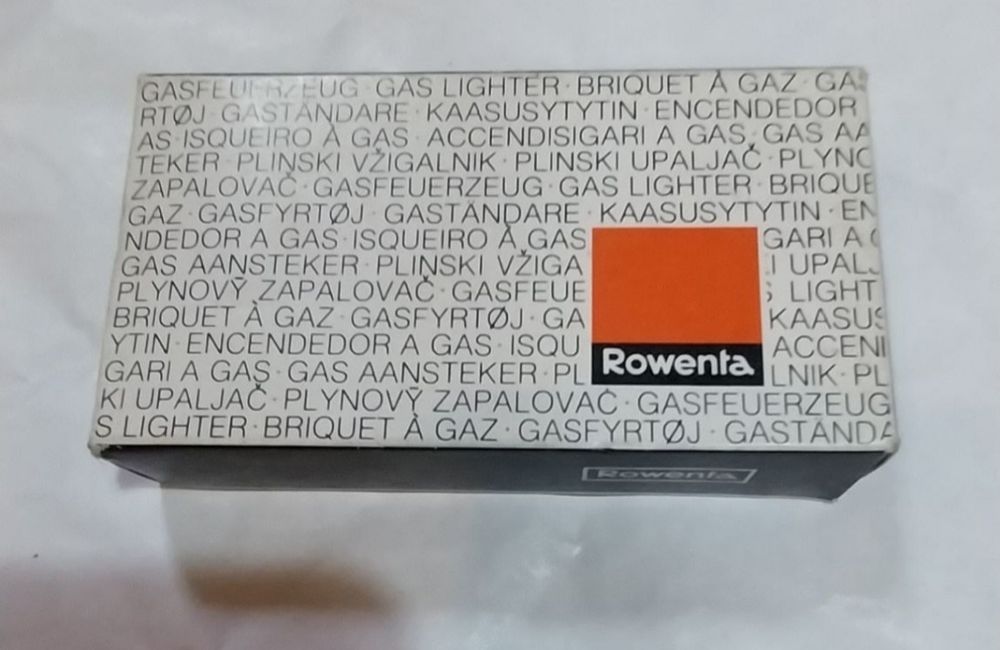 GASFEUERZEUG · GAS LIGHTER · BRIQUET À GAZ · GAS
RTØJ · GASTÄNDARE · KAASUSYTYTIN · ENCENDEDOR
AS · ISQUEIRO À GAS · ACCENDISIGARI A GAS · GAS AA
TEKER · PLINSKI VŽIGALNIK · PLINSKI UPALJAČ · PLYNO
ZAPALOVAČ · GASFEUERZEUG · GAS LIGHTER · BRIQUE
GAZ · GASFYRTØJ · GASTÄNDARE · KAASUSYTYTIN · EN
NDEDOR A GAS · ISQUEIRO À GAS GARI A G
GAS AANSTEKER · PLINSKI VŽIGA I UPALJ
PLYNOVÝ ZAPALOVAČ · GASFEUE S LIGHT
BRIQUET À GAZ · GASFYRTØJ · GA KAASUS
YTIN · ENCENDEDOR A GAS · ISQU ACCENI
GARI A GAS · GAS AANSTEKER · PL LNIK · PL
Rowenta
KI UPALJAČ · PLYNOVÝ ZAPALOVAČ · GASFEUERZEUG
S LIGHTER · BRIQUET À GAZ · GASFYRTØJ · GASTÄNDA
Rowenta